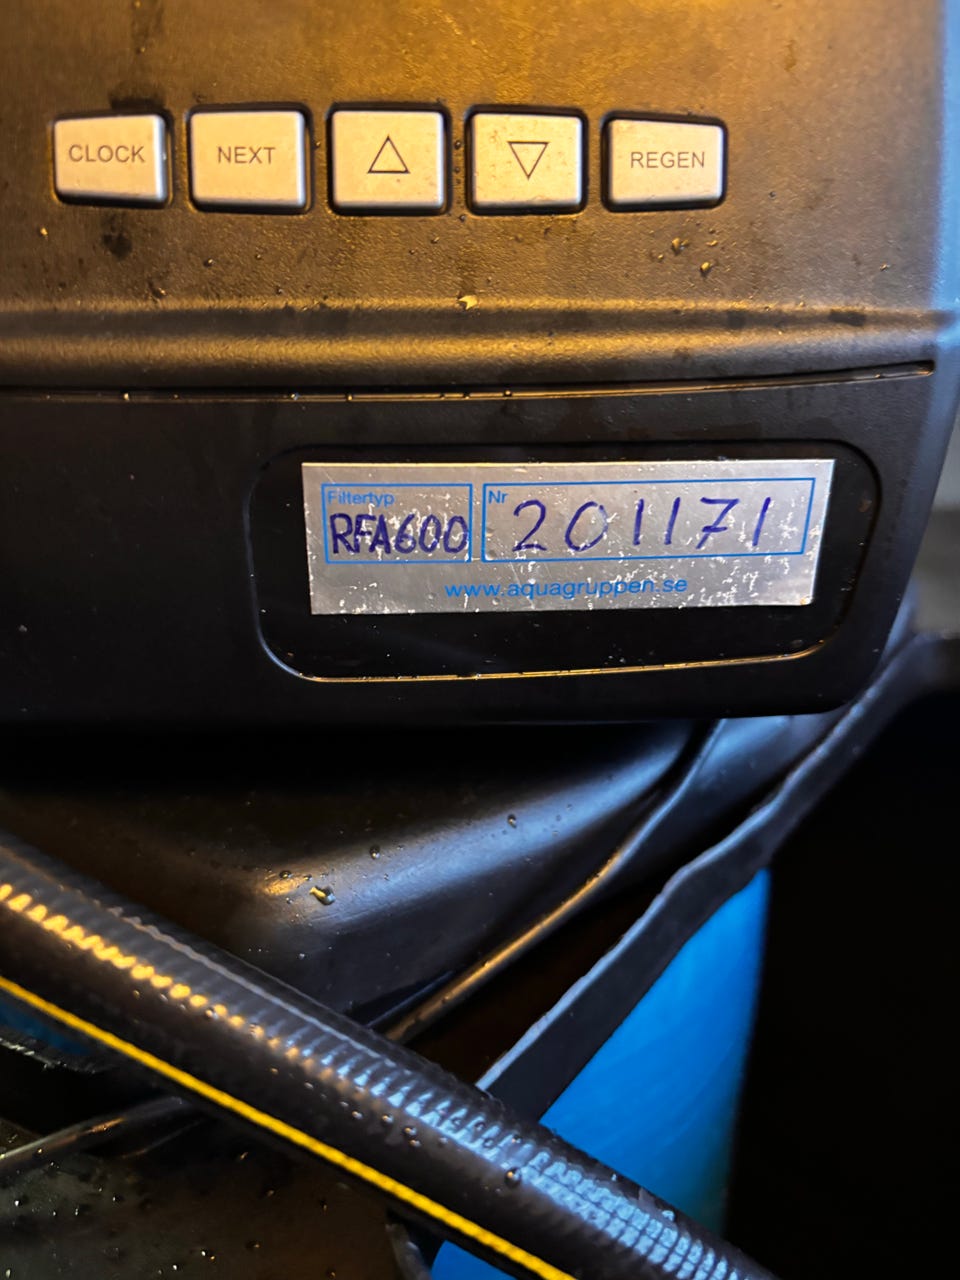 CLOCK NEXT △ ▽ REGEN
Filtertyp Nr
RFA600 201171
www.aquagruppen.se